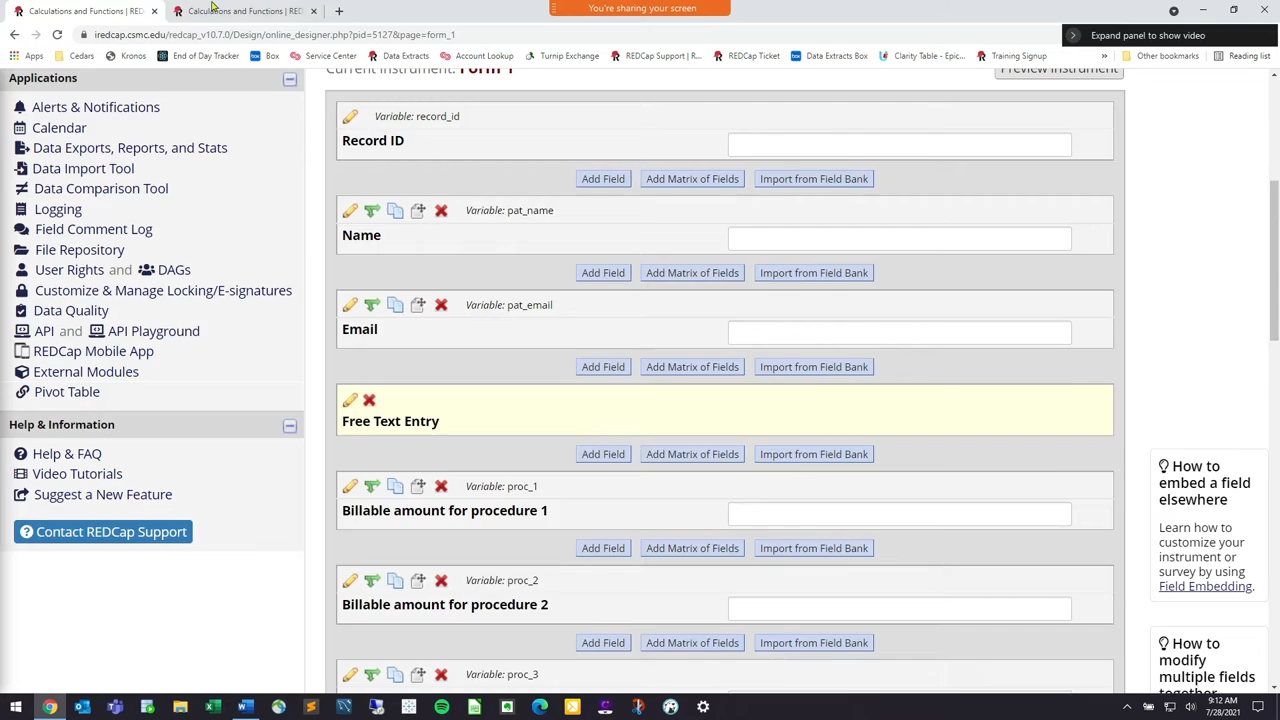 Calculations and Functions | RED
Calculations and Functions | RED
You're sharing your screen
iredcap.csmc.edu/redcap_v10.7.0/Design/online_designer.php?pid=5127&page=form_1
Expand panel to show video
Apps
Cedars
Kronos
End of Day Tracker
Box
Service Center
Data Extracts
Turnip Exchange
REDCap Support | R...
REDCap Ticket
Data Extracts Box
Clarity Table - Epic...
Training Signup
»
Other bookmarks
Reading list
Applications
Alerts & Notifications
Calendar
Data Exports, Reports, and Stats
Data Import Tool
Data Comparison Tool
Logging
Field Comment Log
File Repository
User Rights and DAGs
Customize & Manage Locking/E-signatures
Data Quality
API and API Playground
REDCap Mobile App
External Modules
Pivot Table
Help & Information
Help & FAQ
Video Tutorials
Suggest a New Feature
Contact REDCap Support
Current instrument: Form 1
Preview instrument
Variable: record_id
Record ID
Add Field
Add Matrix of Fields
Import from Field Bank
Variable: pat_name
Name
Add Field
Add Matrix of Fields
Import from Field Bank
Variable: pat_email
Email
Add Field
Add Matrix of Fields
Import from Field Bank
Free Text Entry
Add Field
Add Matrix of Fields
Import from Field Bank
Variable: proc_1
Billable amount for procedure 1
Add Field
Add Matrix of Fields
Import from Field Bank
Variable: proc_2
Billable amount for procedure 2
Add Field
Add Matrix of Fields
Import from Field Bank
Variable: proc_3
How to
embed a field
elsewhere
Learn how to
customize your
instrument or
survey by using
Field Embedding.
How to
modify
multiple fields
together
9:12 AM
7/28/2021